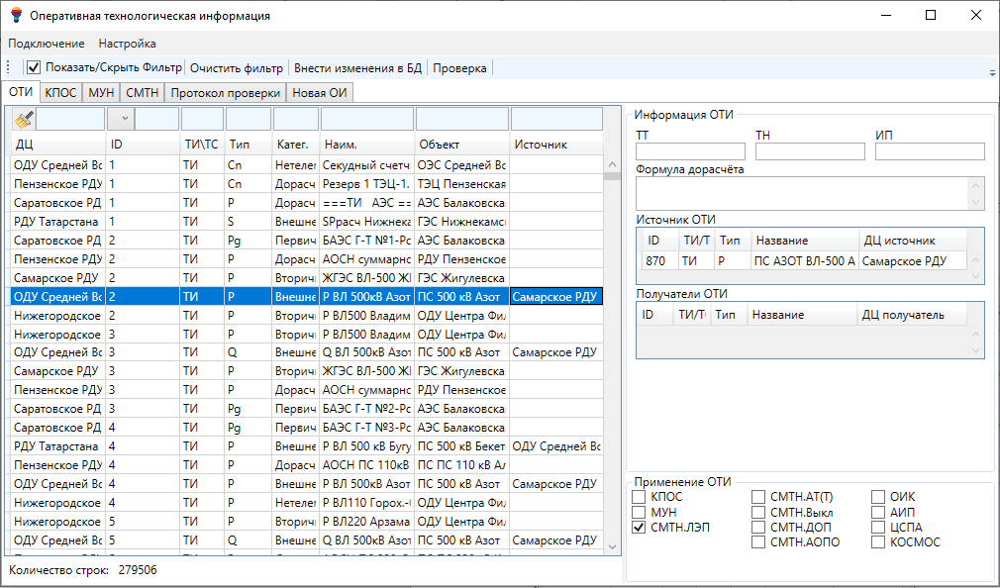 Оперативная технологическая информация
Подключение Настройка
Показать/Скрыть Фильтр Очистить фильтр Внести изменения в БД Проверка
ОТИ КПОС МУН СМТН Протокол проверки Новая ОИ
ДЦ ID ТИ\ТС Тип Катег. Наим. Объект Источник
ОДУ Средней Вс 1 ТИ Cn Нетелем Секудный счетч ОЭС Средней Вс
Пензенское РДУ 1 ТИ Cn Дорасч Резерв 1 ТЭЦ-1. ТЭЦ Пензенская
Саратовское РД 1 ТИ P Дорасч ===ТИ АЭС == АЭС Балаковска
РДУ Татарстана 1 ТИ S Внешне SPрасч Нижнека ГЭС Нижнекамс
Саратовское РД 2 ТИ Pg Первич БАЭС Г-Т №1-Рс АЭС Балаковска
Пензенское РДУ 2 ТИ P Дорасч АОСН суммарнс РДУ Пензенское
Самарское РДУ 2 ТИ P Вторич ЖГЭС ВЛ-500 ЖГ ГЭС Жигулевска
ОДУ Средней Вс 2 ТИ P Внешне P ВЛ 500кВ Азот ПС 500 кВ Азот Самарское РДУ
Нижегородское 2 ТИ P Вторич P ВЛ500 Владим ОДУ Центра Фил
Нижегородское 3 ТИ P Вторич P ВЛ500 Владим ОДУ Центра Фил
ОДУ Средней Вс 3 ТИ Q Внешне Q ВЛ 500кВ Азот ПС 500 кВ Азот Самарское РДУ
Самарское РДУ 3 ТИ P Вторич ЖГЭС ВЛ-500 ЖГ ГЭС Жигулевска
Пензенское РДУ 3 ТИ P Дорасч АОСН суммарнс РДУ Пензенское
Саратовское РД 3 ТИ Pg Первич БАЭС Г-Т №2-Рс АЭС Балаковска
Саратовское РД 4 ТИ Pg Первич БАЭС Г-Т №3-Рс АЭС Балаковска
РДУ Татарстана 4 ТИ P Внешне P ВЛ 500 кВ Бугу ПС 500 кВ Бекет ОДУ Средней Вс
Пензенское РДУ 4 ТИ P Дорасч АОСН ПС 110кВ ПС ПС 110 кВ Ал
ОДУ Средней Вс 4 ТИ P Внешне P ВЛ 500кВ Азот ПС 500 кВ Азот Самарское РДУ
Нижегородское 4 ТИ P Нетелем P ВЛ110 Горох.-( ОДУ Центра Фил
Нижегородское 5 ТИ P Вторич P ВЛ220 Арзама ОДУ Центра Фил
ОДУ Средней Вс 5 ТИ Q Внешне Q ВЛ 500кВ Азот ПС 500 кВ Азот Самарское РДУ
Количество строк: 279506
Информация ОТИ
ТТ ТН ИП
Формула дорасчёта
Источник ОТИ
ID ТИ/Т Тип Название ДЦ источник
870 ТИ P ПС АЗОТ ВЛ-500 А Самарское РДУ
Получатели ОТИ
ID ТИ/Т Тип Название ДЦ получатель
Применение ОТИ
КПОС СМТН.АТ(Т) ОИК
МУН СМТН.Выкл АИП
СМТН.ЛЭП СМТН.ДОП ЦСПА
СМТН.АОПО КОСМОС